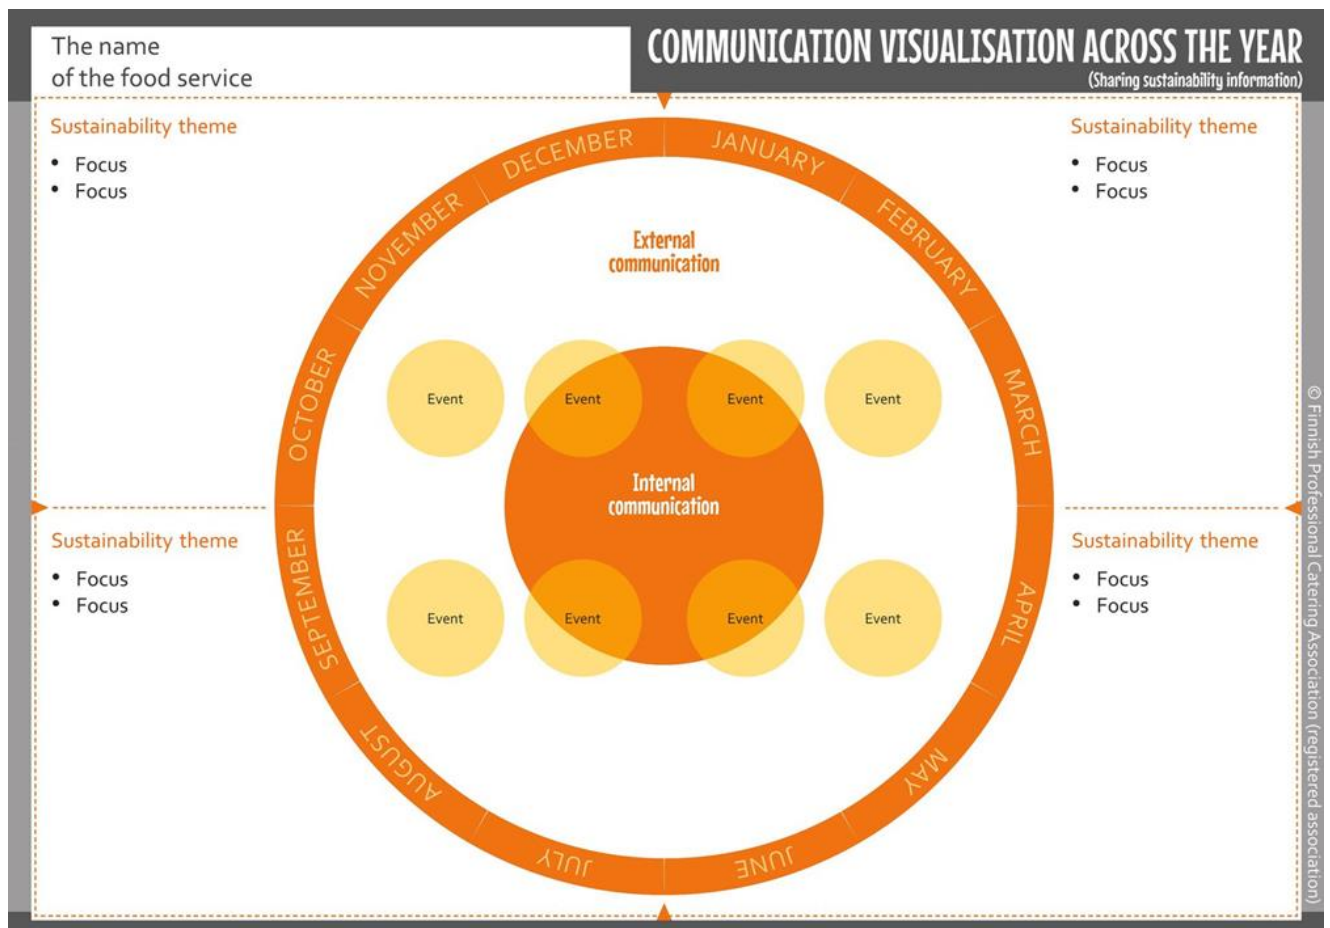 The name
of the food service
COMMUNICATION VISUALISATION ACROSS THE YEAR
(Sharing sustainability information)
Sustainability theme
• Focus
• Focus
Sustainability theme
• Focus
• Focus
DECEMBER
JANUARY
NOVEMBER
FEBRUARY
OCTOBER
MARCH
External
communication
Event
Event
Event
Event
Internal
communication
Sustainability theme
• Focus
• Focus
Sustainability theme
• Focus
• Focus
SEPTEMBER
APRIL
Event
Event
Event
Event
AUGUST
MAY
JULY
JUNE
© Finnish Professional Catering Association (registered association)